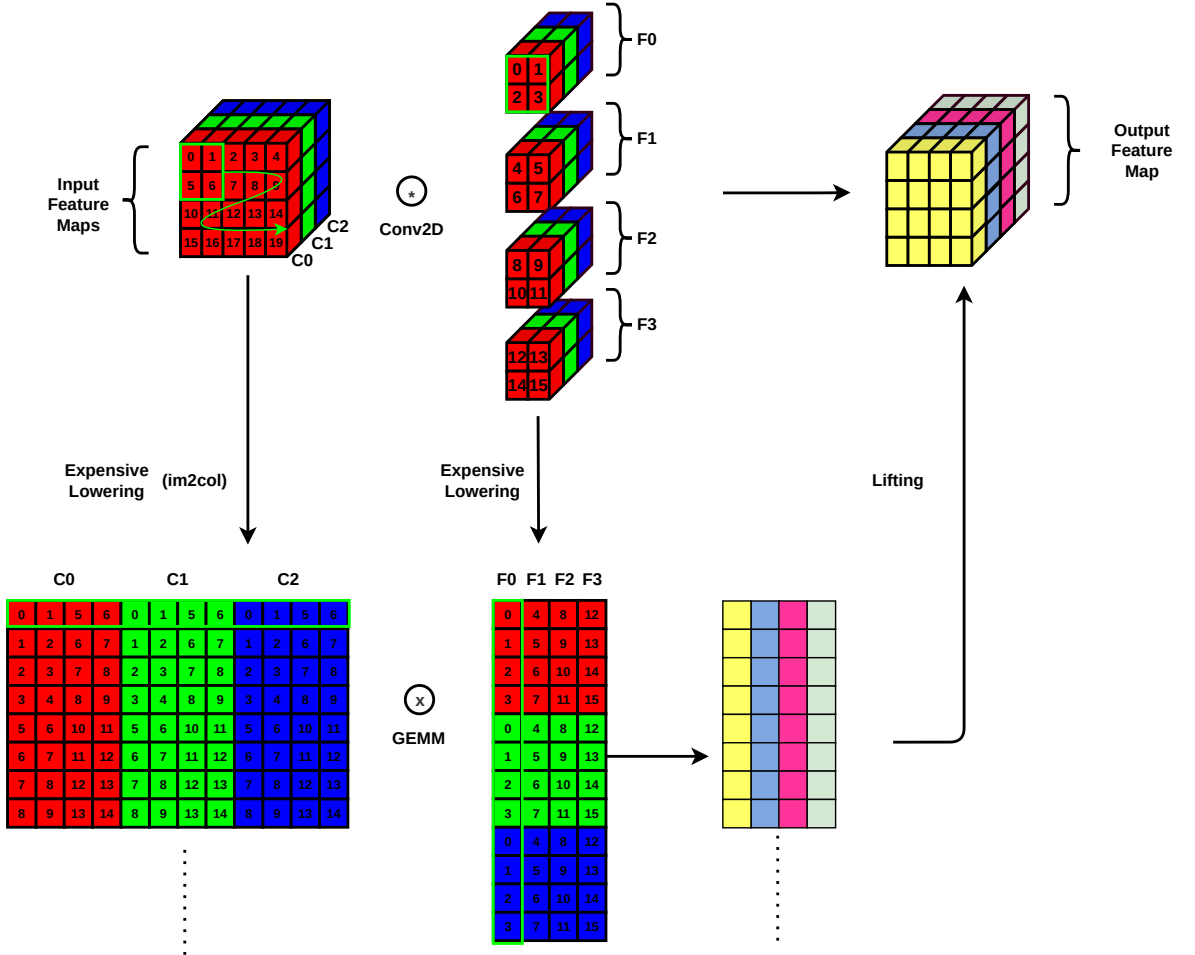 F0
0 1
2 3
F1
4 5
6 7
F2
8 9
10 11
F3
12 13
14 15
Input
Feature
Maps
0 1 2 3 4
5 6 7 8 9
10 11 12 13 14
15 16 17 18 19
C0
C1
C2
*
Conv2D
Output
Feature
Map
Expensive
Lowering
(im2col)
Expensive
Lowering
Lifting
C0 C1 C2
0 1 5 6 0 1 5 6 0 1 5 6
1 2 6 7 1 2 6 7 1 2 6 7
2 3 7 8 2 3 7 8 2 3 7 8
3 4 8 9 3 4 8 9 3 4 8 9
5 6 10 11 5 6 10 11 5 6 10 11
6 7 11 12 6 7 11 12 6 7 11 12
7 8 12 13 7 8 12 13 7 8 12 13
8 9 13 14 8 9 13 14 8 9 13 14
x
GEMM
F0 F1 F2 F3
0 4 8 12
1 5 9 13
2 6 10 14
3 7 11 15
0 4 8 12
1 5 9 13
2 6 10 14
3 7 11 15
0 4 8 12
1 5 9 13
2 6 10 14
3 7 11 15